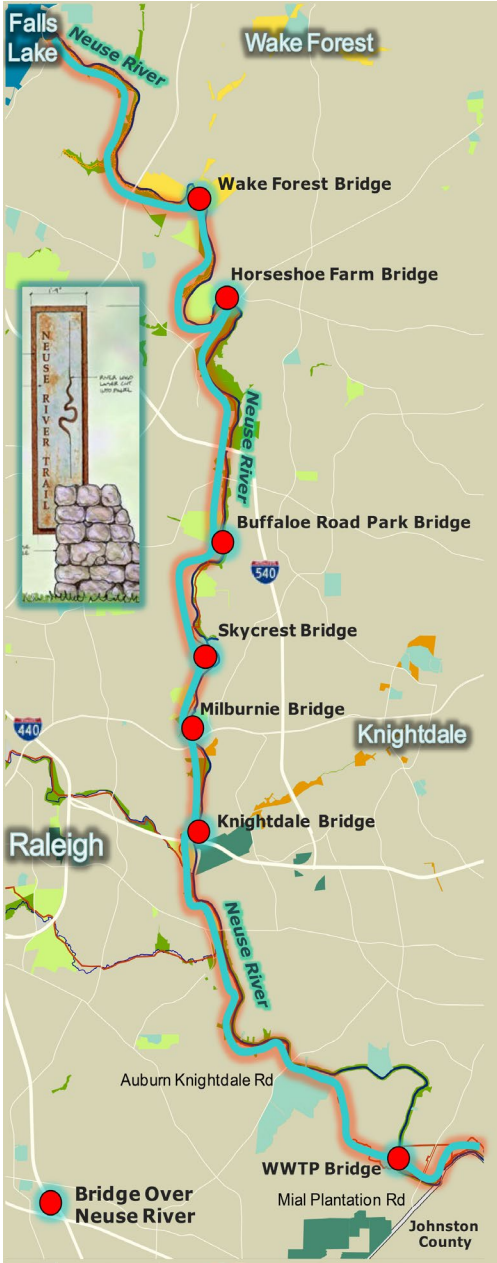 Falls
Lake
Neuse River
Wake Forest
Wake Forest Bridge
Horseshoe Farm Bridge
NEUSE RIVER TRAIL
Neuse River
Buffaloe Road Park Bridge
540
Skycrest Bridge
Milburnie Bridge
440
Knightdale
Knightdale Bridge
Raleigh
Neuse River
Auburn Knightdale Rd
WWTP Bridge
Mial Plantation Rd
Bridge Over
Neuse River
Johnston
County